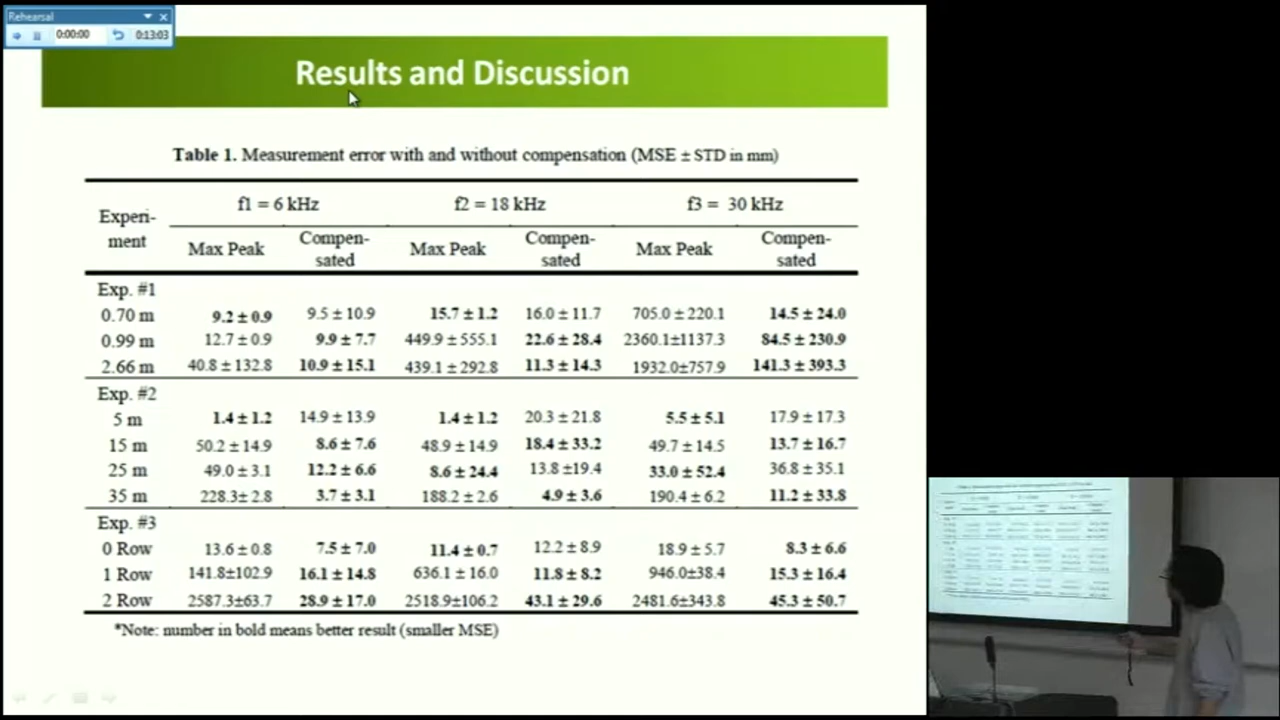 Rehearsal
0:00:00 0:13:03
Results and Discussion
Table 1. Measurement error with and without compensation (MSE ± STD in mm)
Experi-ment f1 = 6 kHz f2 = 18 kHz f3 = 30 kHz
Max Peak Compen-sated Max Peak Compen-sated Max Peak Compen-sated
Exp. #1
0.70 m 9.2 ± 0.9 9.5 ± 10.9 15.7 ± 1.2 16.0 ± 11.7 705.0 ± 220.1 14.5 ± 24.0
0.99 m 12.7 ± 0.9 9.9 ± 7.7 449.9 ± 555.1 22.6 ± 28.4 2360.1±1137.3 84.5 ± 230.9
2.66 m 40.8 ± 132.8 10.9 ± 15.1 439.1 ± 292.8 11.3 ± 14.3 1932.0±757.9 141.3 ± 393.3
Exp. #2
5 m 1.4 ± 1.2 14.9 ± 13.9 1.4 ± 1.2 20.3 ± 21.8 5.5 ± 5.1 17.9 ± 17.3
15 m 50.2 ± 14.9 8.6 ± 7.6 48.9 ± 14.9 18.4 ± 33.2 49.7 ± 14.5 13.7 ± 16.7
25 m 49.0 ± 3.1 12.2 ± 6.6 8.6 ± 24.4 13.8 ±19.4 33.0 ± 52.4 36.8 ± 35.1
35 m 228.3± 2.8 3.7 ± 3.1 188.2 ± 2.6 4.9 ± 3.6 190.4 ± 6.2 11.2 ± 33.8
Exp. #3
0 Row 13.6 ± 0.8 7.5 ± 7.0 11.4 ± 0.7 12.2 ± 8.9 18.9 ± 5.7 8.3 ± 6.6
1 Row 141.8±102.9 16.1 ± 14.8 636.1 ± 16.0 11.8 ± 8.2 946.0±38.4 15.3 ± 16.4
2 Row 2587.3±63.7 28.9 ± 17.0 2518.9±106.2 43.1 ± 29.6 2481.6±343.8 45.3 ± 50.7
*Note: number in bold means better result (smaller MSE)